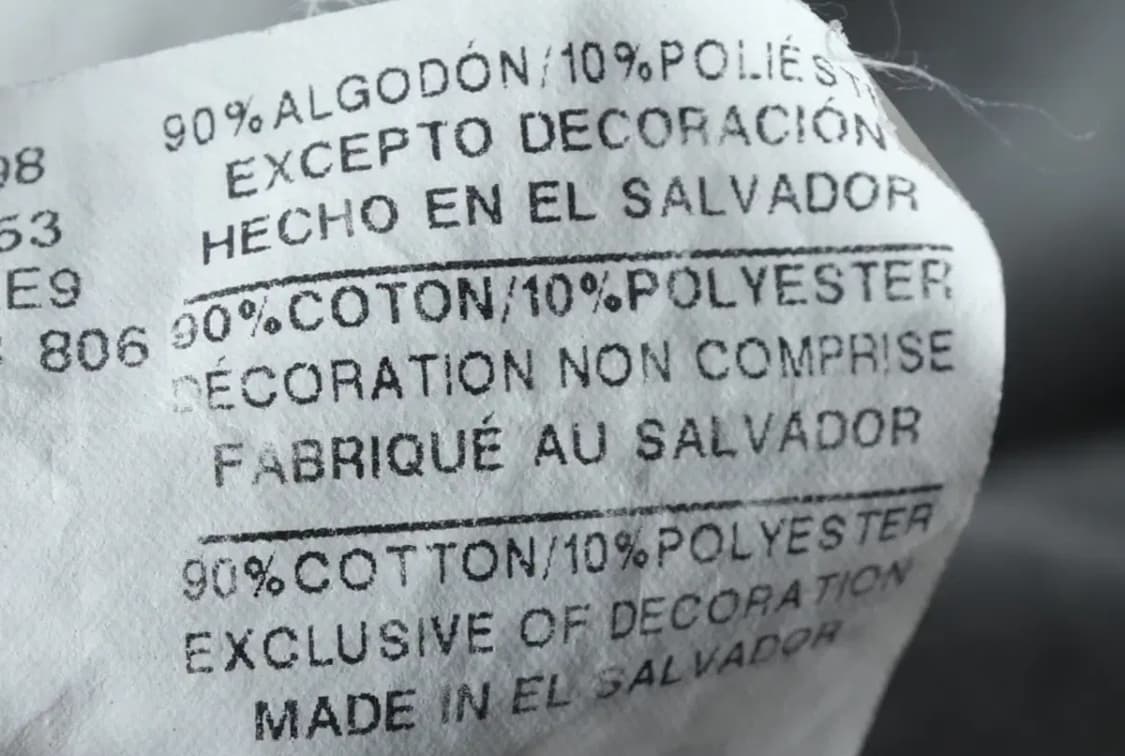 98
53
E9
806
90%ALGODÓN/10%POLIÉST
EXCEPTO DECORACIÓN
HECHO EN EL SALVADOR
90%COTON/10%POLYESTER
DÉCORATION NON COMPRISE
FABRIQUÉ AU SALVADOR
90%COTTON/10%POLYESTER
EXCLUSIVE OF DECORATION
MADE IN EL SALVADOR